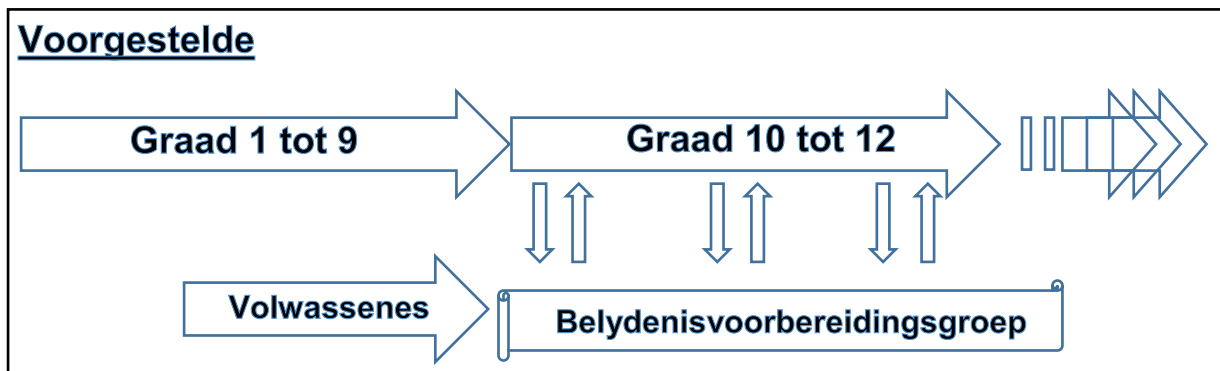 Voorgestelde
Graad 1 tot 9
Graad 10 tot 12
Volwassenes
Belydenisvoorbereidingsgroep